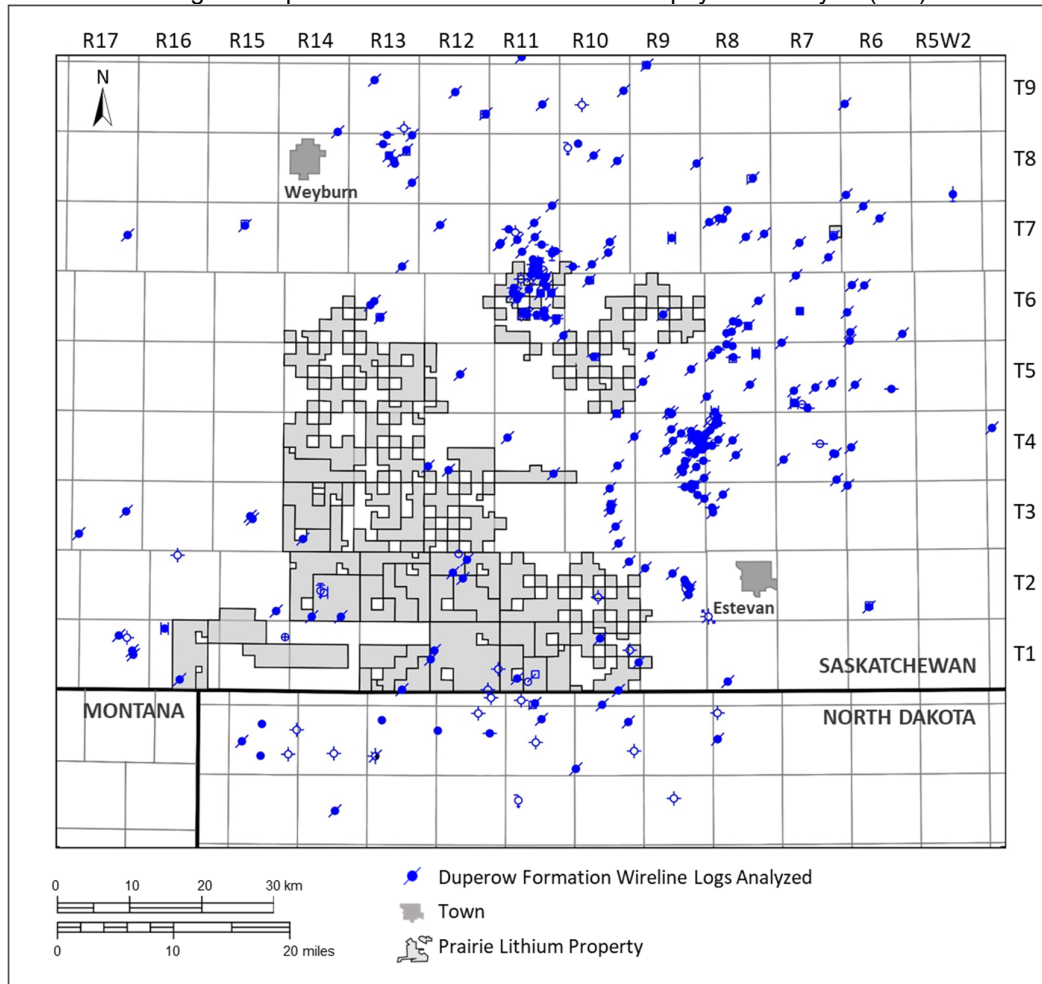 R17 R16 R15 R14 R13 R12 R11 R10 R9 R8 R7 R6 R5W2
N
T9
T8
Weyburn
T7
T6
T5
T4
T3
T2
Estevan
T1
SASKATCHEWAN
MONTANA
NORTH DAKOTA
0 10 20 30 km
Duperow Formation Wireline Logs Analyzed
Town
Prairie Lithium Property
0 10 20 miles